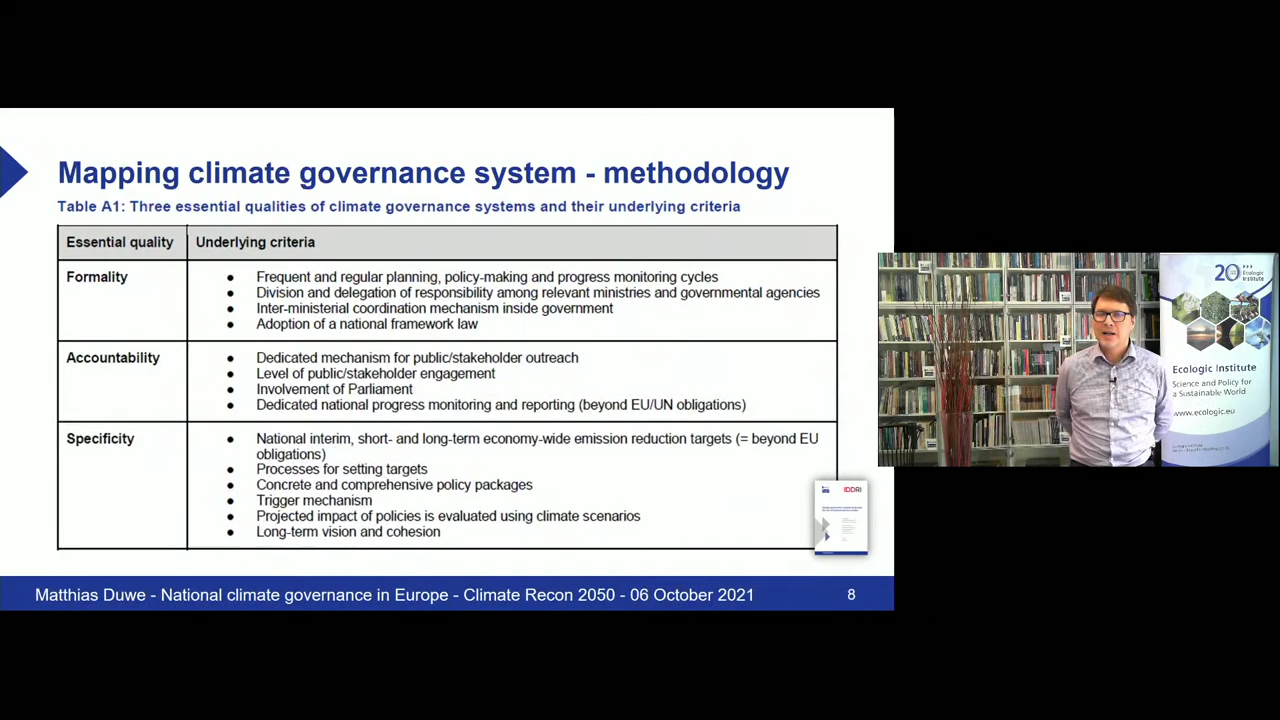 Mapping climate governance system - methodology
Table A1: Three essential qualities of climate governance systems and their underlying criteria
Essential quality Underlying criteria
Formality
● Frequent and regular planning, policy-making and progress monitoring cycles
● Division and delegation of responsibility among relevant ministries and governmental agencies
● Inter-ministerial coordination mechanism inside government
● Adoption of a national framework law
Accountability
● Dedicated mechanism for public/stakeholder outreach
● Level of public/stakeholder engagement
● Involvement of Parliament
● Dedicated national progress monitoring and reporting (beyond EU/UN obligations)
Specificity
● National interim, short- and long-term economy-wide emission reduction targets (= beyond EU
obligations)
● Processes for setting targets
● Concrete and comprehensive policy packages
● Trigger mechanism
● Projected impact of policies is evaluated using climate scenarios
● Long-term vision and cohesion
IDDRI
Matthias Duwe - National climate governance in Europe - Climate Recon 2050 - 06 October 2021
8
20
Ecologic
Institute
Ecologic Institute
Science and Policy for
a Sustainable World
www.ecologic.eu